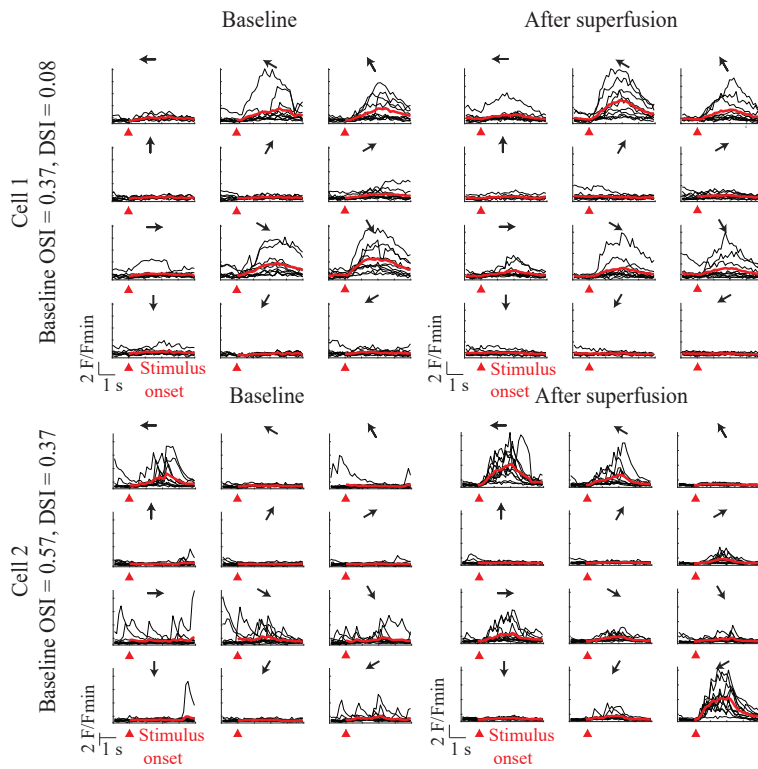 Baseline
After superfusion
Cell 1
Baseline OSI = 0.37, DSI = 0.08
2 F/Fmin
1 s
Stimulus
onset
2 F/Fmin
1 s
Stimulus
onset
Baseline
After superfusion
Cell 2
Baseline OSI = 0.57, DSI = 0.37
2 F/Fmin
1 s
Stimulus
onset
2 F/Fmin
1 s
Stimulus
onset